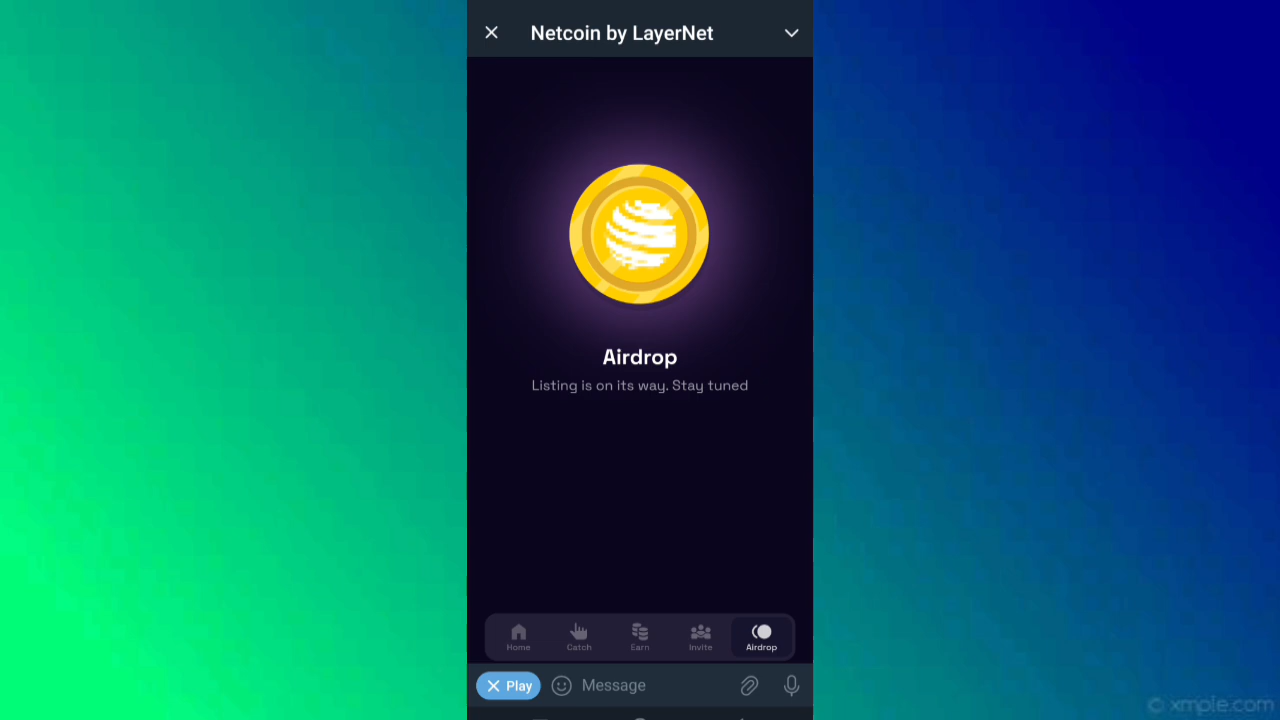 Netcoin by LayerNet
Airdrop
Listing is on its way. Stay tuned
Home
Catch
Earn
Invite
Airdrop
Play
Message
© xmple.com